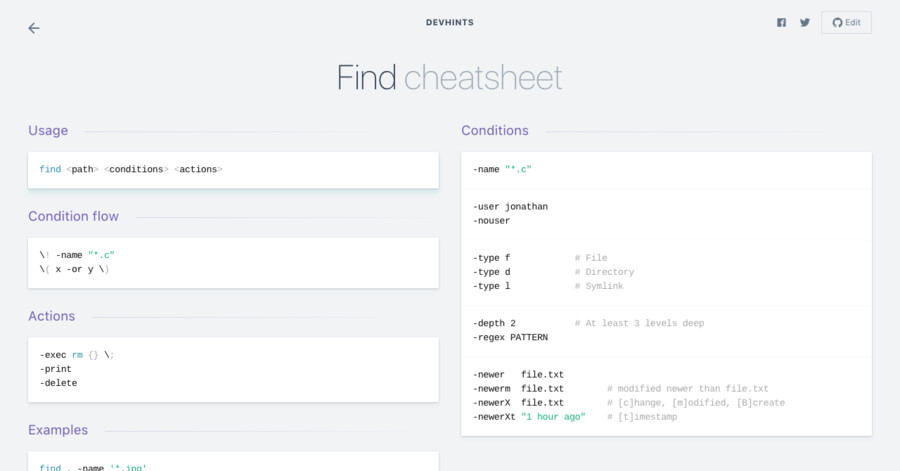 DEVHINTS
Edit
Find cheatsheet
Usage
find <path> <conditions> <actions>
Condition flow
\! -name "*.c"
\( x -or y \)
Actions
-exec rm {} \;
-print
-delete
Examples
find . -name '*.jpg'
Conditions
-name "*.c"
-user jonathan
-nouser
-type f # File
-type d # Directory
-type l # Symlink
-depth 2 # At least 3 levels deep
-regex PATTERN
-newer file.txt
-newerm file.txt # modified newer than file.txt
-newerX file.txt # [c]hange, [m]odified, [B]create
-newerXt "1 hour ago" # [t]imestamp